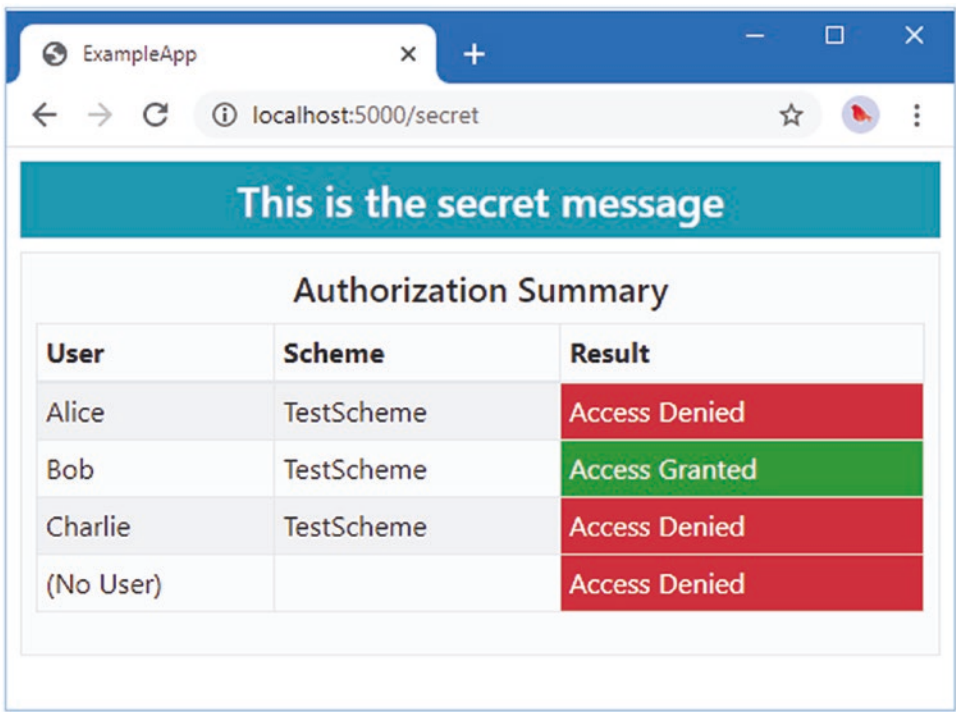 ExampleApp
localhost:5000/secret
This is the secret message
Authorization Summary
User Scheme Result
Alice TestScheme Access Denied
Bob TestScheme Access Granted
Charlie TestScheme Access Denied
(No User) Access Denied